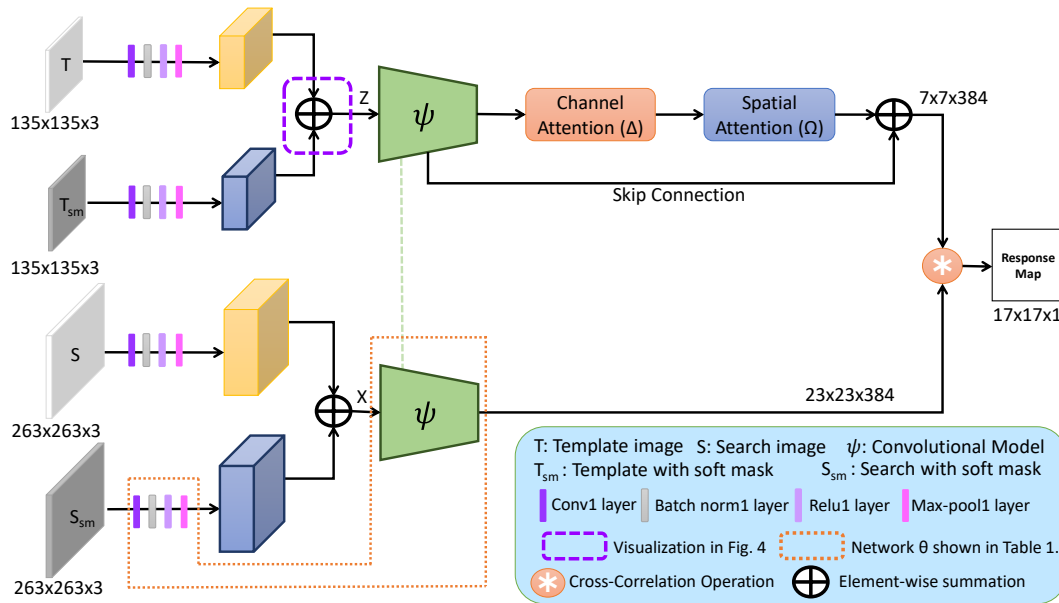 T
135x135x3
Z
ψ
Channel
Attention (Δ)
Spatial
Attention (Ω)
7x7x384
Skip Connection
Tsm
135x135x3
*
Response
Map
17x17x1
S
263x263x3
X
ψ
23x23x384
Ssm
263x263x3
T: Template image S: Search image ψ: Convolutional Model
Tsm : Template with soft mask Ssm: Search with soft mask
Conv1 layer Batch norm1 layer Relu1 layer Max-pool1 layer
Visualization in Fig. 4 Network θ shown in Table 1.
* Cross-Correlation Operation Element-wise summation